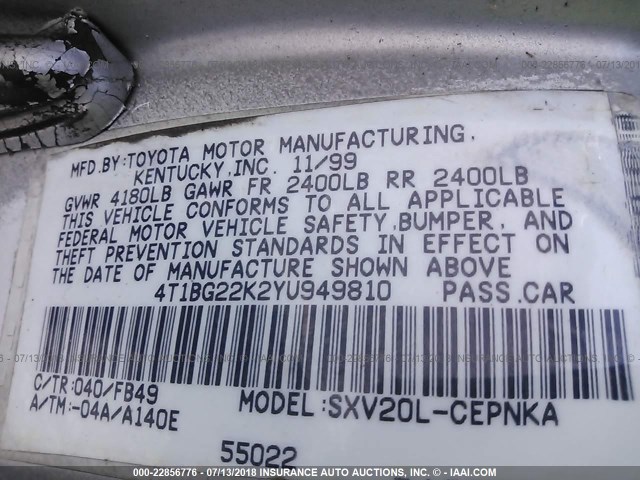 MFD.BY:TOYOTA MOTOR MANUFACTURING,
KENTUCKY,INC. 11/99
GVWR 4180LB GAWR FR 2400LB RR 2400LB
THIS VEHICLE CONFORMS TO ALL APPLICABLE
FEDERAL MOTOR VEHICLE SAFETY,BUMPER, AND
THEFT PREVENTION STANDARDS IN EFFECT ON
THE DATE OF MANUFACTURE SHOWN ABOVE
4T1BG22K2YU949810 PASS.CAR
C/TR:040/FB49
A/TM:-04A/A140E
MODEL:SXV20L-CEPNKA
55022
000-22856776 - 07/13/2018 - INSURANCE AUTO AUCTIONS, INC. - © - IAAI.COM